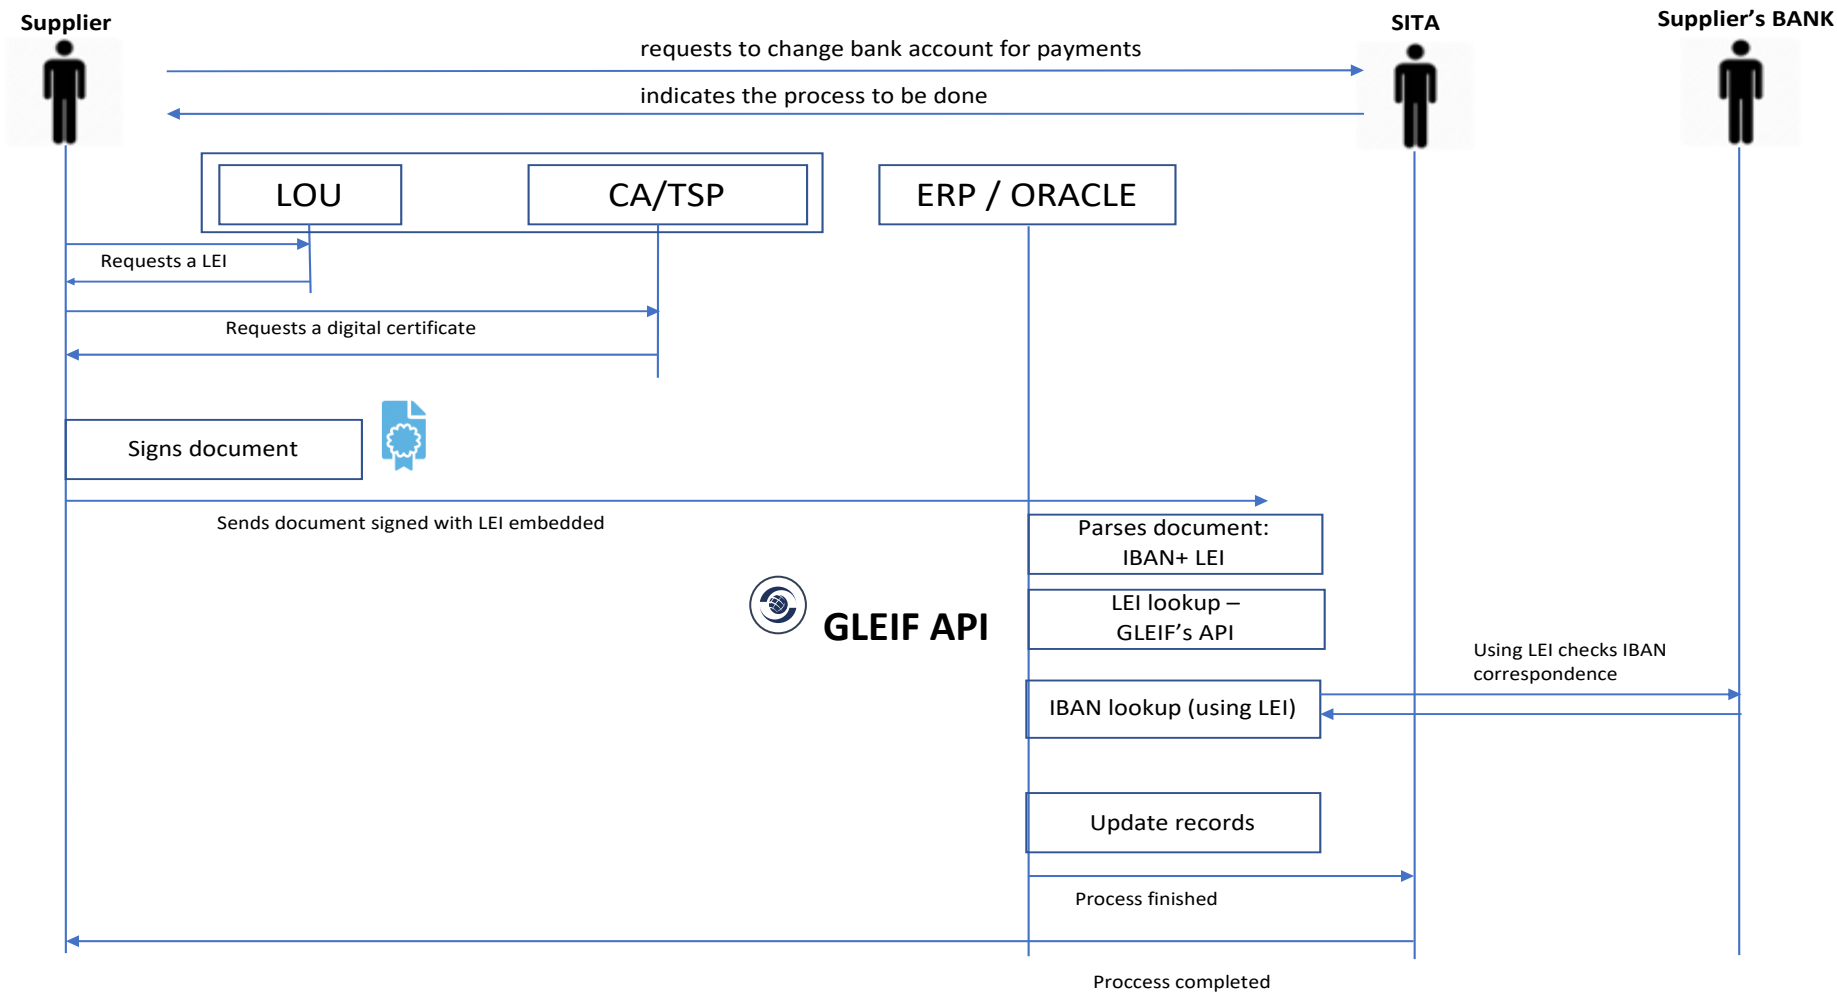 Supplier
SITA
Supplier's BANK
requests to change bank account for payments
indicates the process to be done
LOU
CA/TSP
ERP / ORACLE
Requests a LEI
Requests a digital certificate
Signs document
Sends document signed with LEI embedded
Parses document:
IBAN+ LEI
GLEIF API
LEI lookup –
GLEIF's API
Using LEI checks IBAN
correspondence
IBAN lookup (using LEI)
Update records
Process finished
Proccess completed